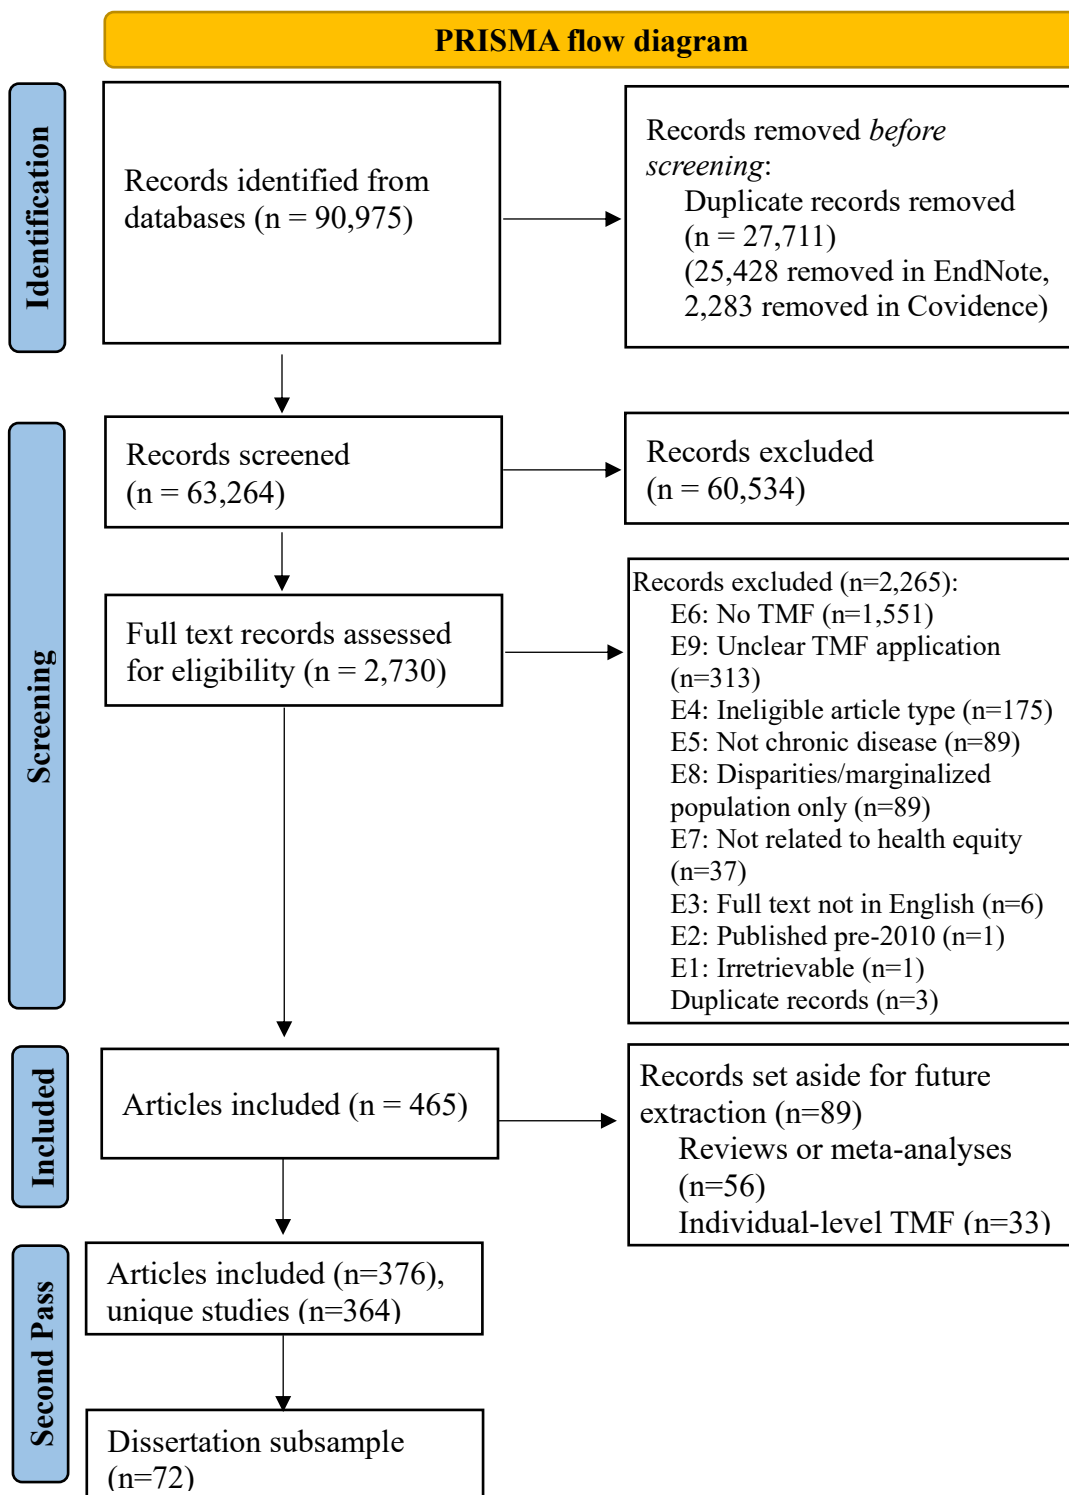 PRISMA flow diagram
Identification
Records identified from
databases (n = 90,975)
Records removed before
screening:
Duplicate records removed
(n = 27,711)
(25,428 removed in EndNote,
2,283 removed in Covidence)
Screening
Records screened
(n = 63,264)
Records excluded
(n = 60,534)
Full text records assessed
for eligibility (n = 2,730)
Records excluded (n=2,265):
E6: No TMF (n=1,551)
E9: Unclear TMF application
(n=313)
E4: Ineligible article type (n=175)
E5: Not chronic disease (n=89)
E8: Disparities/marginalized
population only (n=89)
E7: Not related to health equity
(n=37)
E3: Full text not in English (n=6)
E2: Published pre-2010 (n=1)
E1: Irretrievable (n=1)
Duplicate records (n=3)
Included
Articles included (n = 465)
Records set aside for future
extraction (n=89)
Reviews or meta-analyses
(n=56)
Individual-level TMF (n=33)
Second Pass
Articles included (n=376),
unique studies (n=364)
Dissertation subsample
(n=72)